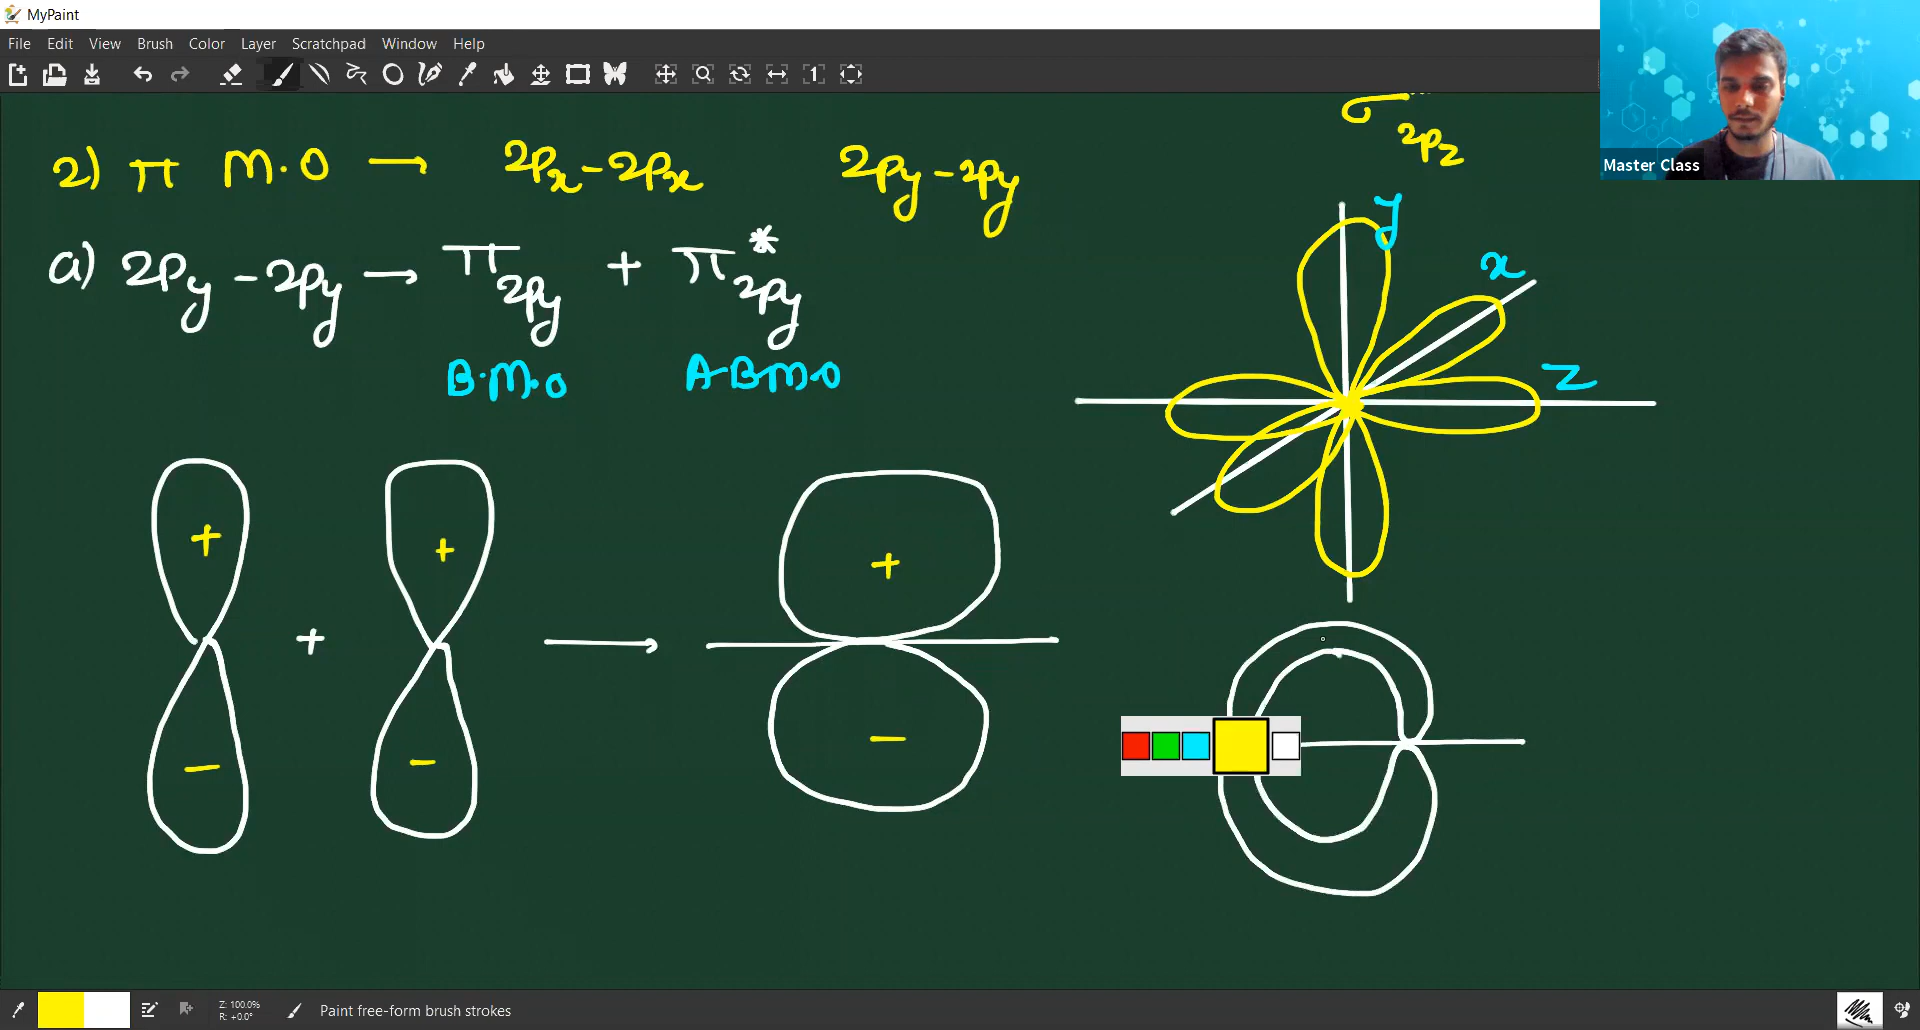 MyPaint
File Edit View Brush Color Layer Scratchpad Window Help
Master Class
σ 2pz
2) π M.O → 2px - 2px 2py - 2py
a) 2py - 2py → π2py + π*2py
B.M.O A.B.M.O
y
x
z
+ + +
+ →
- - -
Z: 100.0%
R: +0.0°
Paint free-form brush strokes